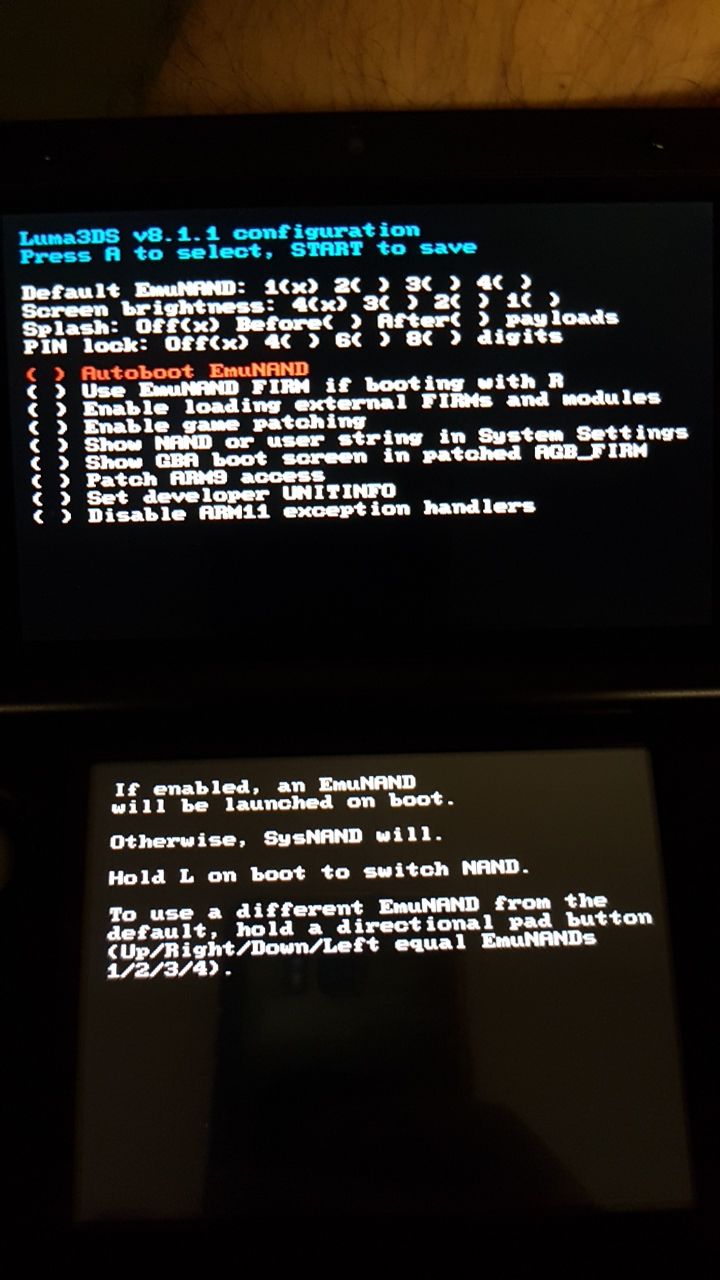 Luma3DS v8.1.1 configuration
Press A to select, START to save
Default EmuNAND: 1(x) 2( ) 3( ) 4( )
Screen brightness: 4(x) 3( ) 2( ) 1( )
Splash: Off(x) Before( ) After( ) payloads
PIN lock: Off(x) 4( ) 6( ) 8( ) digits
( ) Autoboot EmuNAND
( ) Use EmuNAND FIRM if booting with R
( ) Enable loading external FIRMs and modules
( ) Enable game patching
( ) Show NAND or user string in System Settings
( ) Show GBA boot screen in patched AGB_FIRM
( ) Patch ARM9 access
( ) Set developer UNITINFO
( ) Disable ARM11 exception handlers
If enabled, an EmuNAND
will be launched on boot.
Otherwise, SysNAND will.
Hold L on boot to switch NAND.
To use a different EmuNAND from the
default, hold a directional pad button
(Up/Right/Down/Left equal EmuNANDs
1/2/3/4).